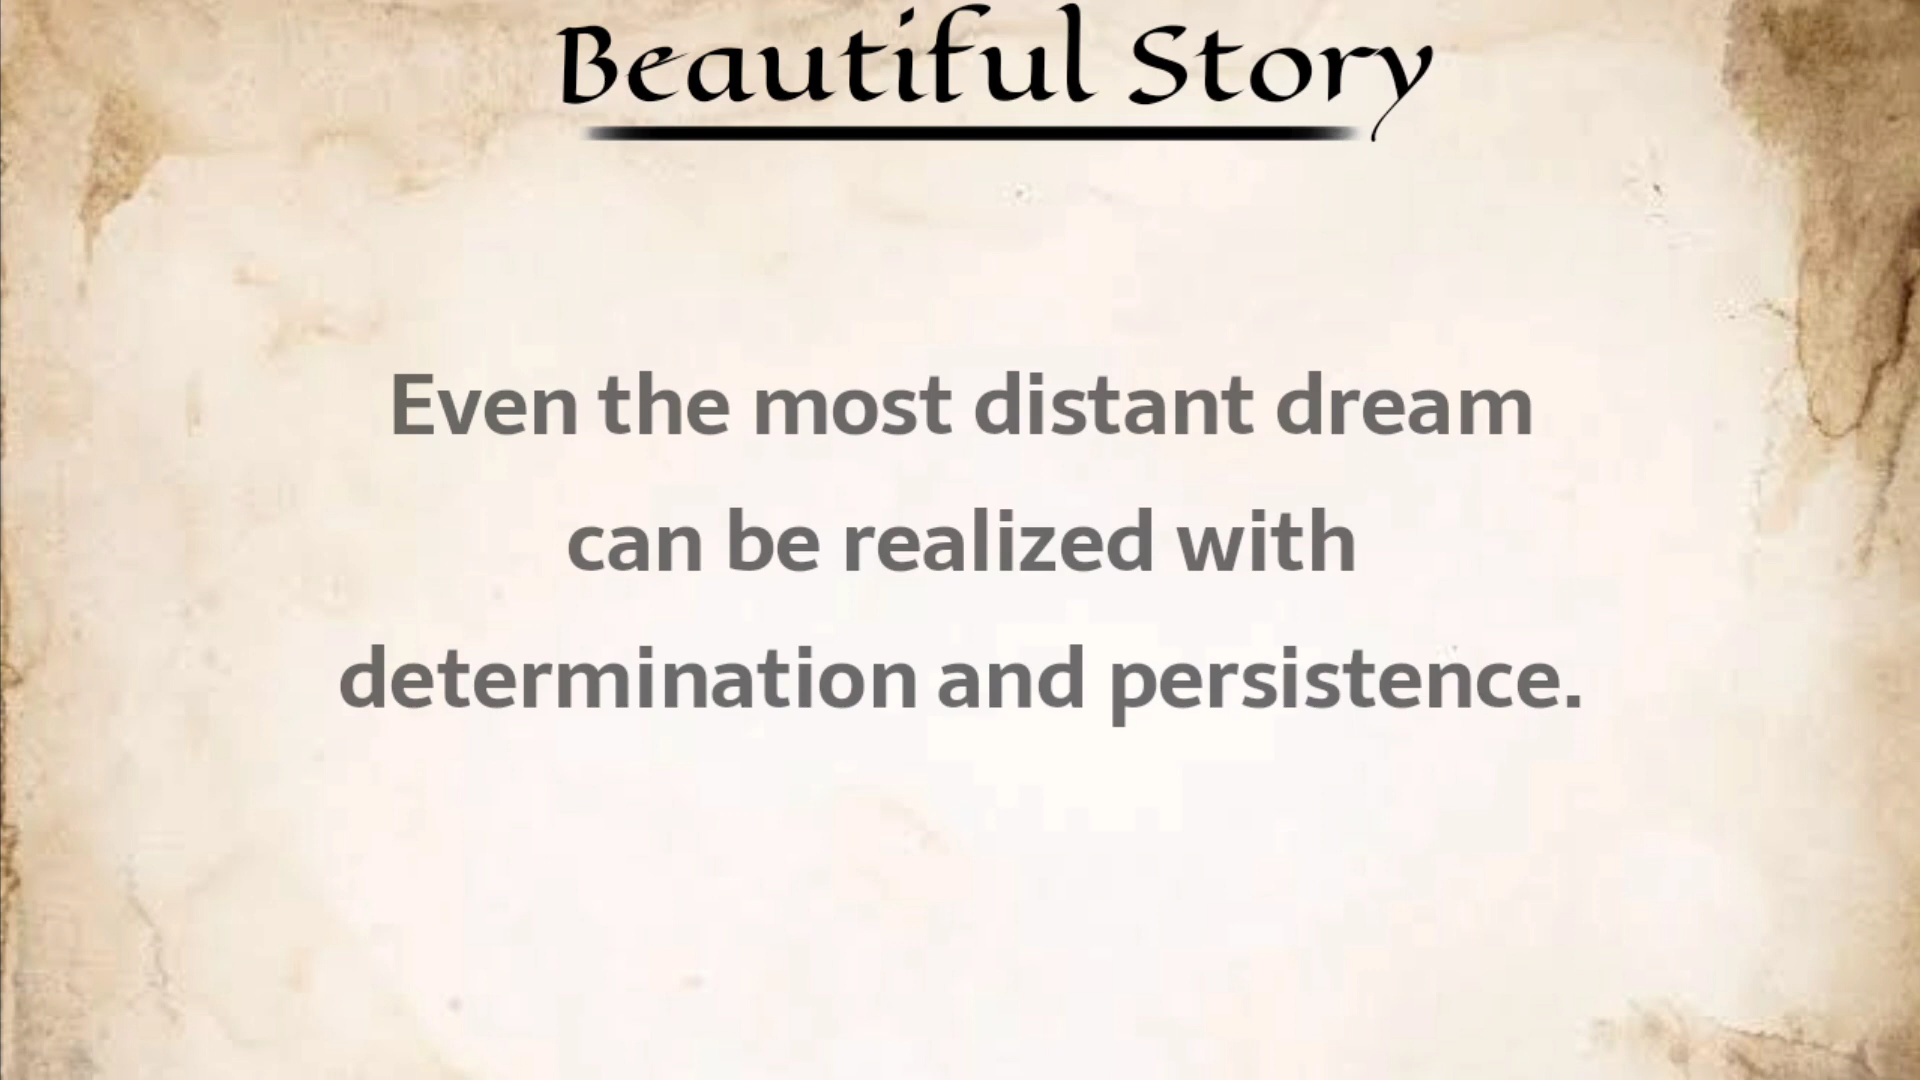 Beautiful Story
Even the most distant dream
can be realized with
determination and persistence.